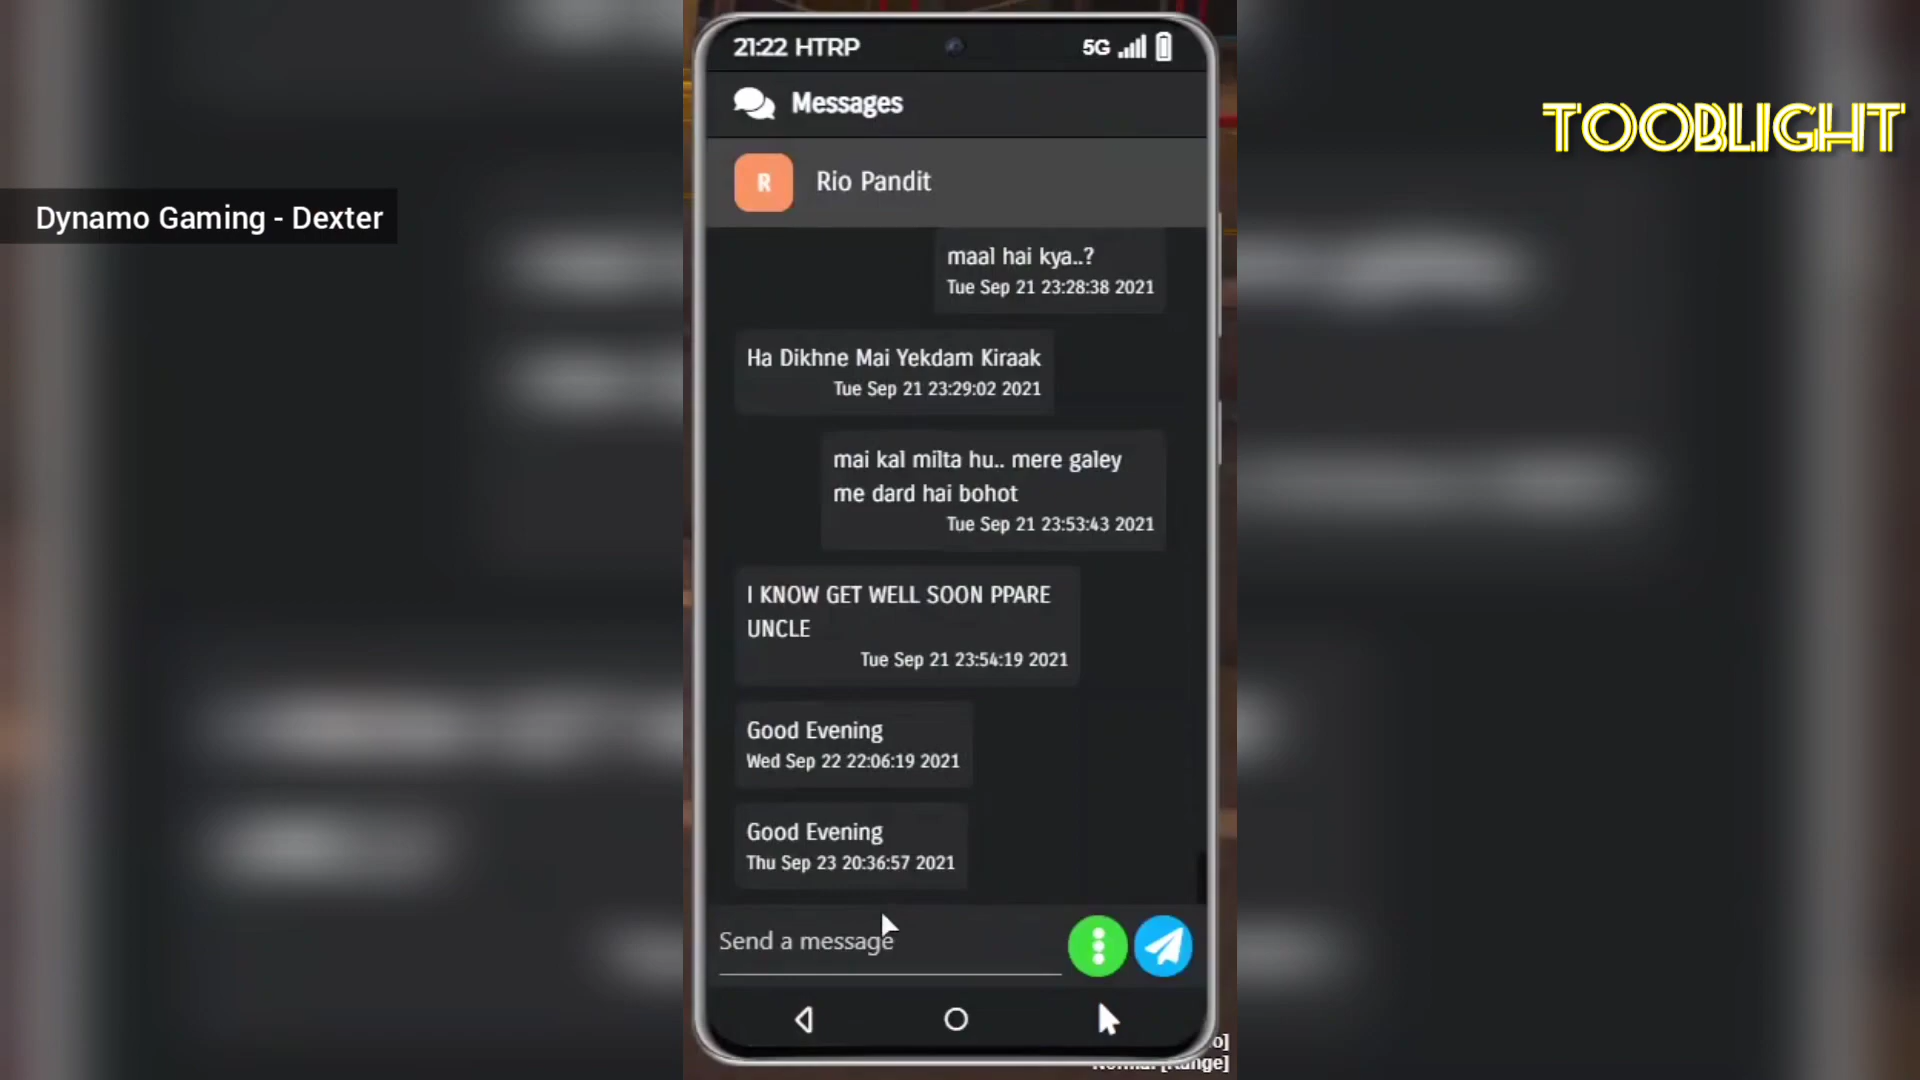 21:22 HTRP
5G
Messages
TOOBLIGHT
R
Rio Pandit
Dynamo Gaming - Dexter
maal hai kya..?
Tue Sep 21 23:28:38 2021
Ha Dikhne Mai Yekdam Kiraak
Tue Sep 21 23:29:02 2021
mai kal milta hu.. mere galey
me dard hai bohot
Tue Sep 21 23:53:43 2021
I KNOW GET WELL SOON PPARE
UNCLE
Tue Sep 21 23:54:19 2021
Good Evening
Wed Sep 22 22:06:19 2021
Good Evening
Thu Sep 23 20:36:57 2021
Send a message